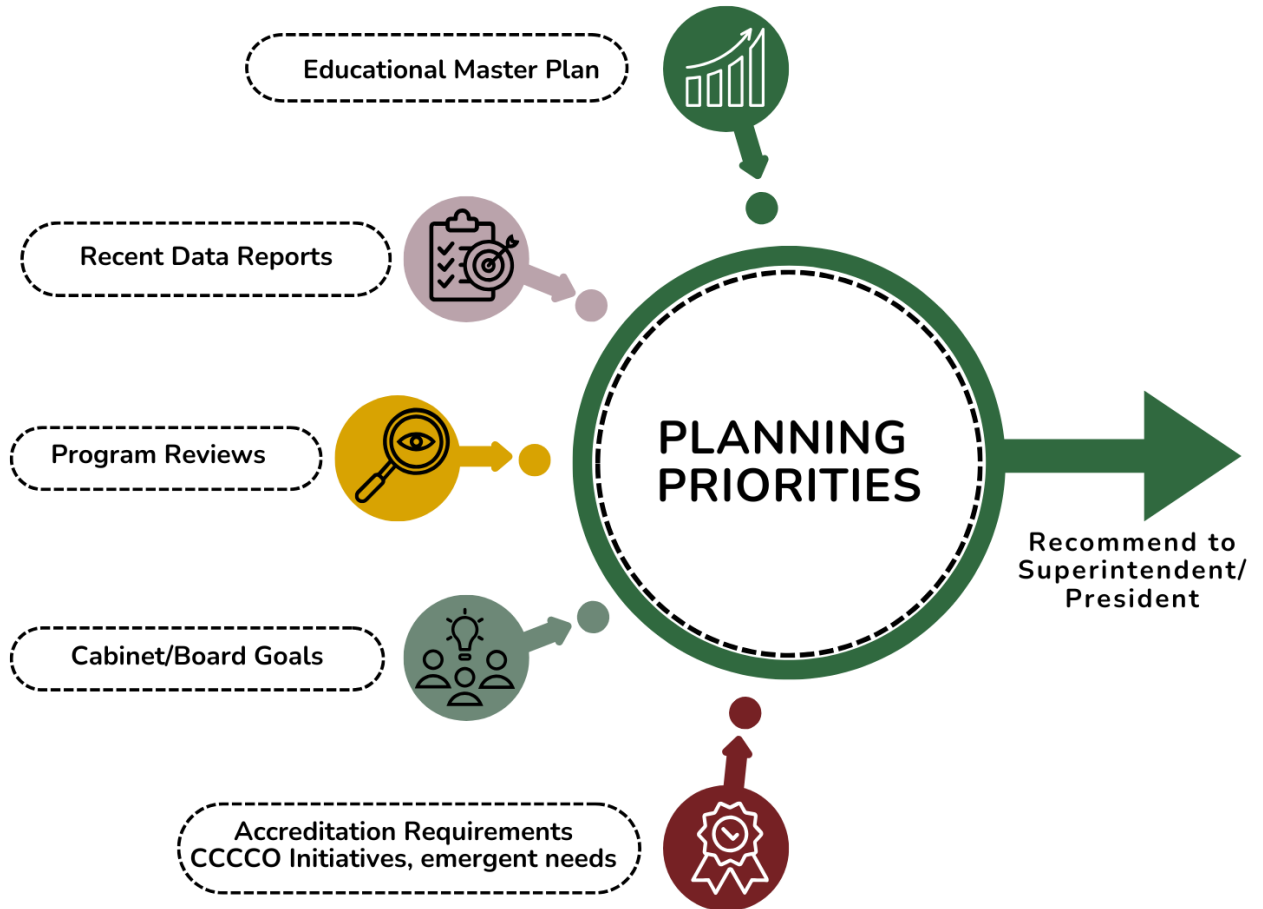 Educational Master Plan
Recent Data Reports
Program Reviews
Cabinet/Board Goals
Accreditation Requirements
CCCCO Initiatives, emergent needs
PLANNING
PRIORITIES
Recommend to
Superintendent/
President